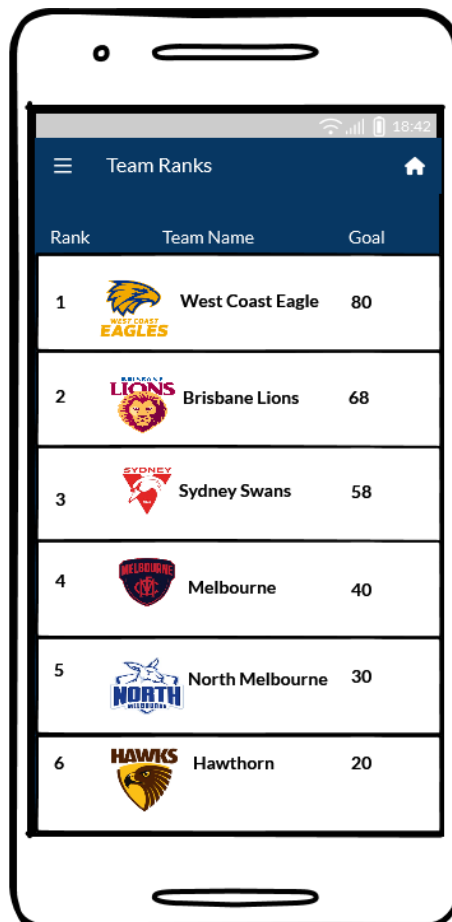 18:42
Team Ranks
Rank Team Name Goal
1 WEST COAST EAGLES West Coast Eagle 80
2 BRISBANE LIONS Brisbane Lions 68
3 SYDNEY Sydney Swans 58
4 MELBOURNE Melbourne 40
5 NORTH MELBOURNE North Melbourne 30
6 HAWKS Hawthorn 20